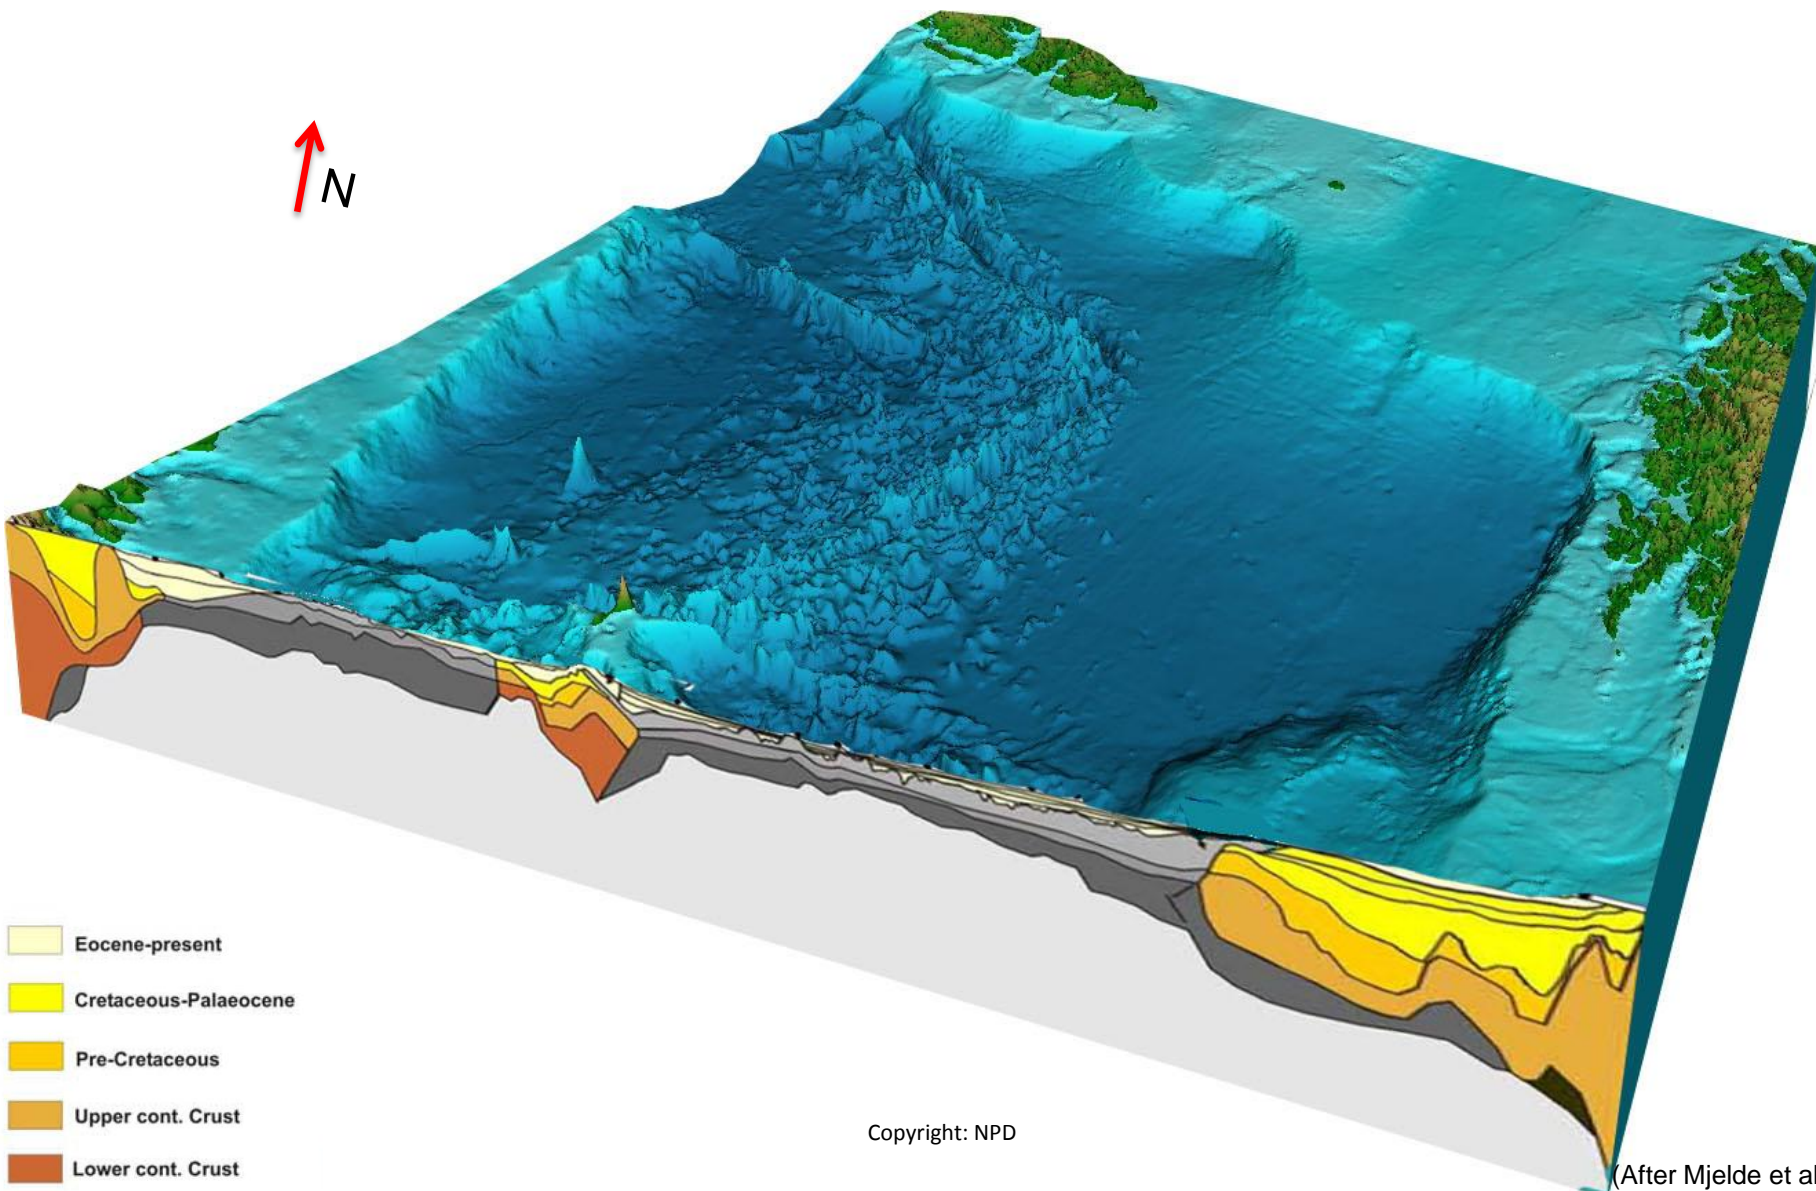 N
Eocene-present
Cretaceous-Palaeocene
Pre-Cretaceous
Upper cont. Crust
Lower cont. Crust
Copyright: NPD
(After Mjelde et al